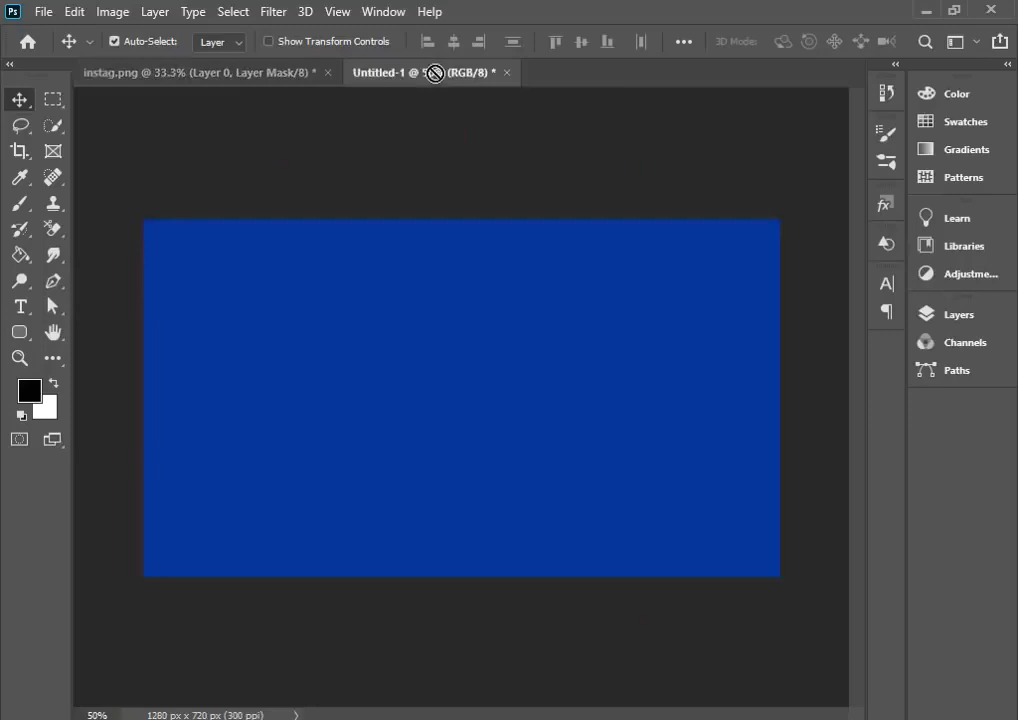 Ps File Edit Image Layer Type Select Filter 3D View Window Help
Auto-Select: Layer Show Transform Controls 3D Mode:
instag.png @ 33.3% (Layer 0, Layer Mask/8) * Untitled-1 @ (RGB/8) *
Color
Swatches
Gradients
Patterns
Learn
Libraries
Adjustme...
Layers
Channels
Paths
50% 1280 px x 720 px (300 ppi)